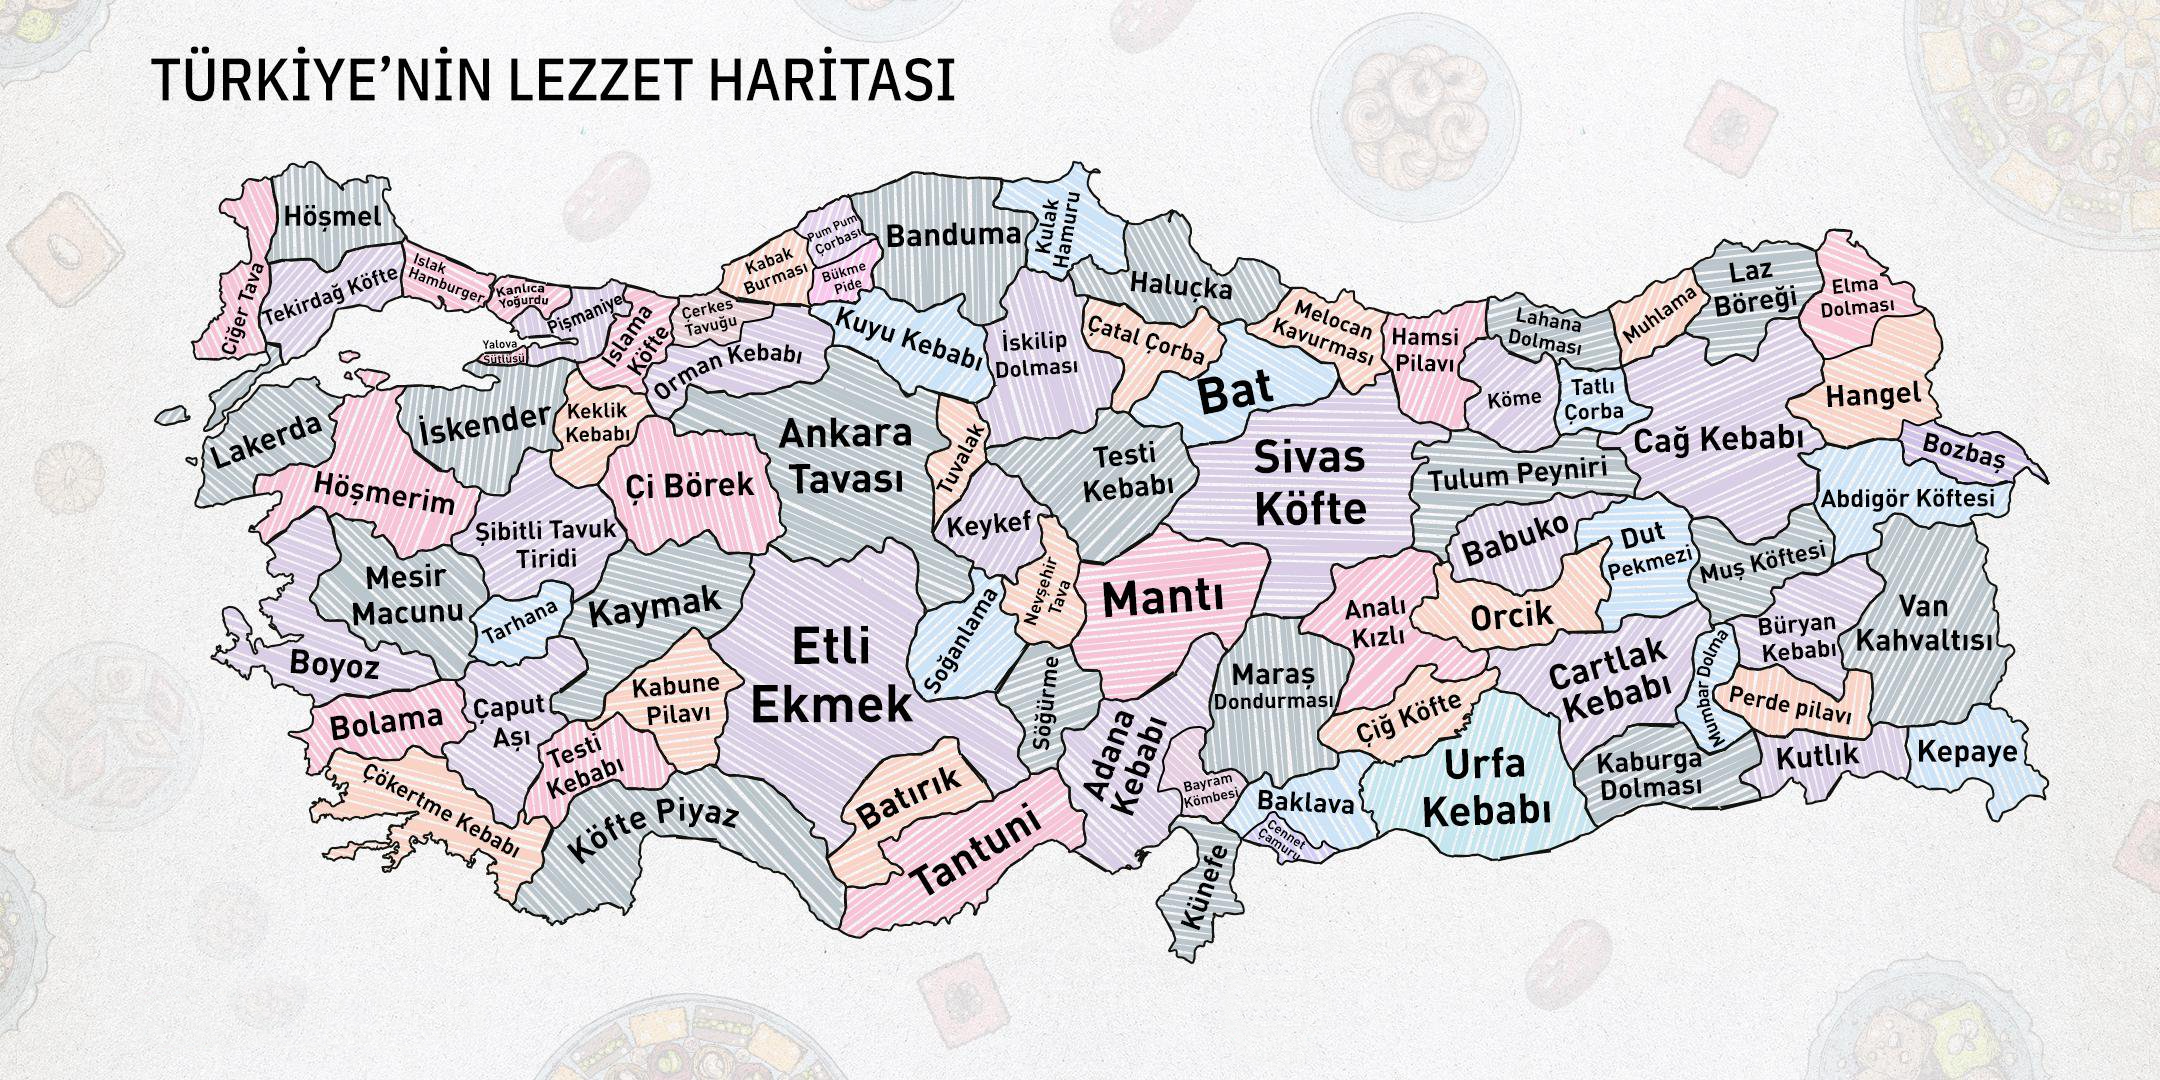 TÜRKİYE’NİN LEZZET HARİTASI
Höşmel
Ciğer Tava
Tekirdağ Köfte
Islak
Hamburger
Kanlıca
Yoğurdu
Pişmaniye
Yalova
Sütlüsü
Islama
Köfte
Çerkes
Tavuğu
Kabak
Burması
Pum Pum
Çorbası
Bükme
Pide
Banduma
Kulak
Hamuru
Haluçka
Kuyu Kebabı
Orman Kebabı
İskilip
Dolması
Çatal Çorba
Bat
Melocan
Kavurması
Hamsi
Pilavı
Lahana
Dolması
Muhlama
Laz
Böreği
Elma
Dolması
Hangel
Köme
Tatlı
Çorba
Cağ Kebabı
Bozbaş
Abdigör Köftesi
Lakerda
Höşmerim
İskender
Keklik
Kebabı
Çi Börek
Ankara
Tavası
Tuvalak
Keykef
Testi
Kebabı
Sivas
Köfte
Tulum Peyniri
Babuko
Dut
Pekmezi
Muş Köftesi
Van
Kahvaltısı
Şibitli Tavuk
Tiridi
Mesir
Macunu
Tarhana
Kaymak
Boyoz
Etli
Ekmek
Soğanlama
Nevşehir
Tava
Mantı
Analı
Kızlı
Orcik
Cartlak
Kebabı
Mumbar Dolma
Büryan
Kebabı
Perde pilavı
Bolama
Çaput
Aşı
Kabune
Pilavı
Söğürme
Maraş
Dondurması
Çiğ Köfte
Testi
Kebabı
Çökertme Kebabı
Köfte Piyaz
Batırık
Tantuni
Adana
Kebabı
Bayram
Kömbesi
Baklava
Cennet
Çamuru
Künefe
Urfa
Kebabı
Kaburga
Dolması
Kutlık
Kepaye